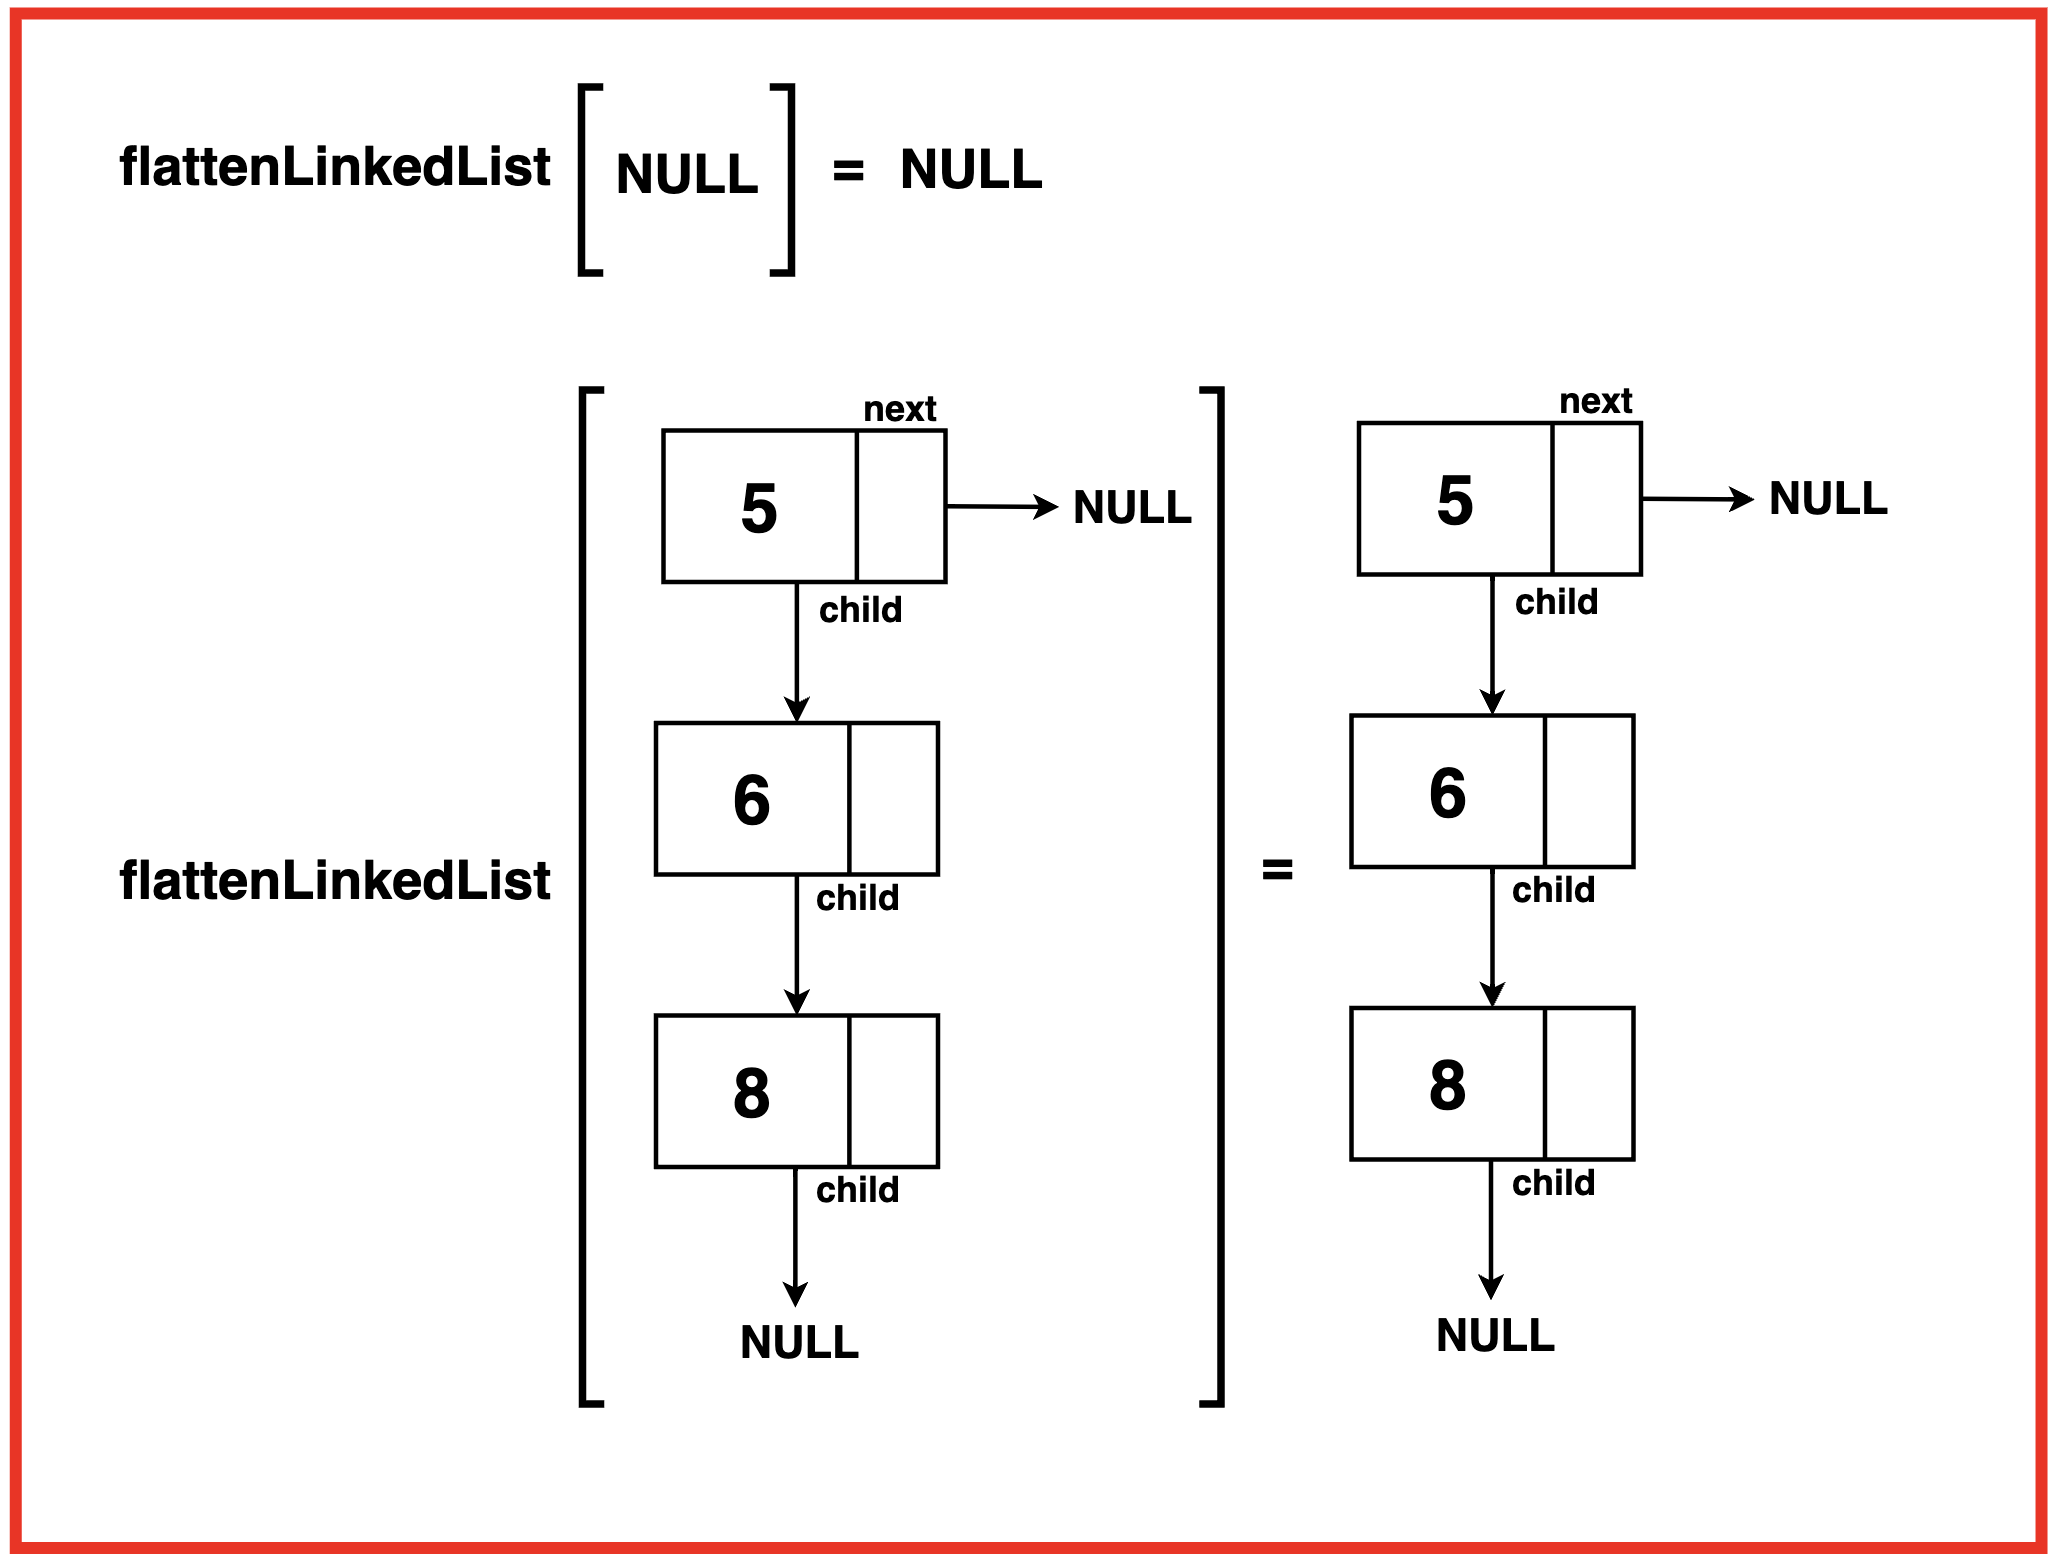 flattenLinkedList [ NULL ] = NULL
next next
5 NULL 5 NULL
child child
6 6
flattenLinkedList =
child child
8 8
child child
NULL NULL